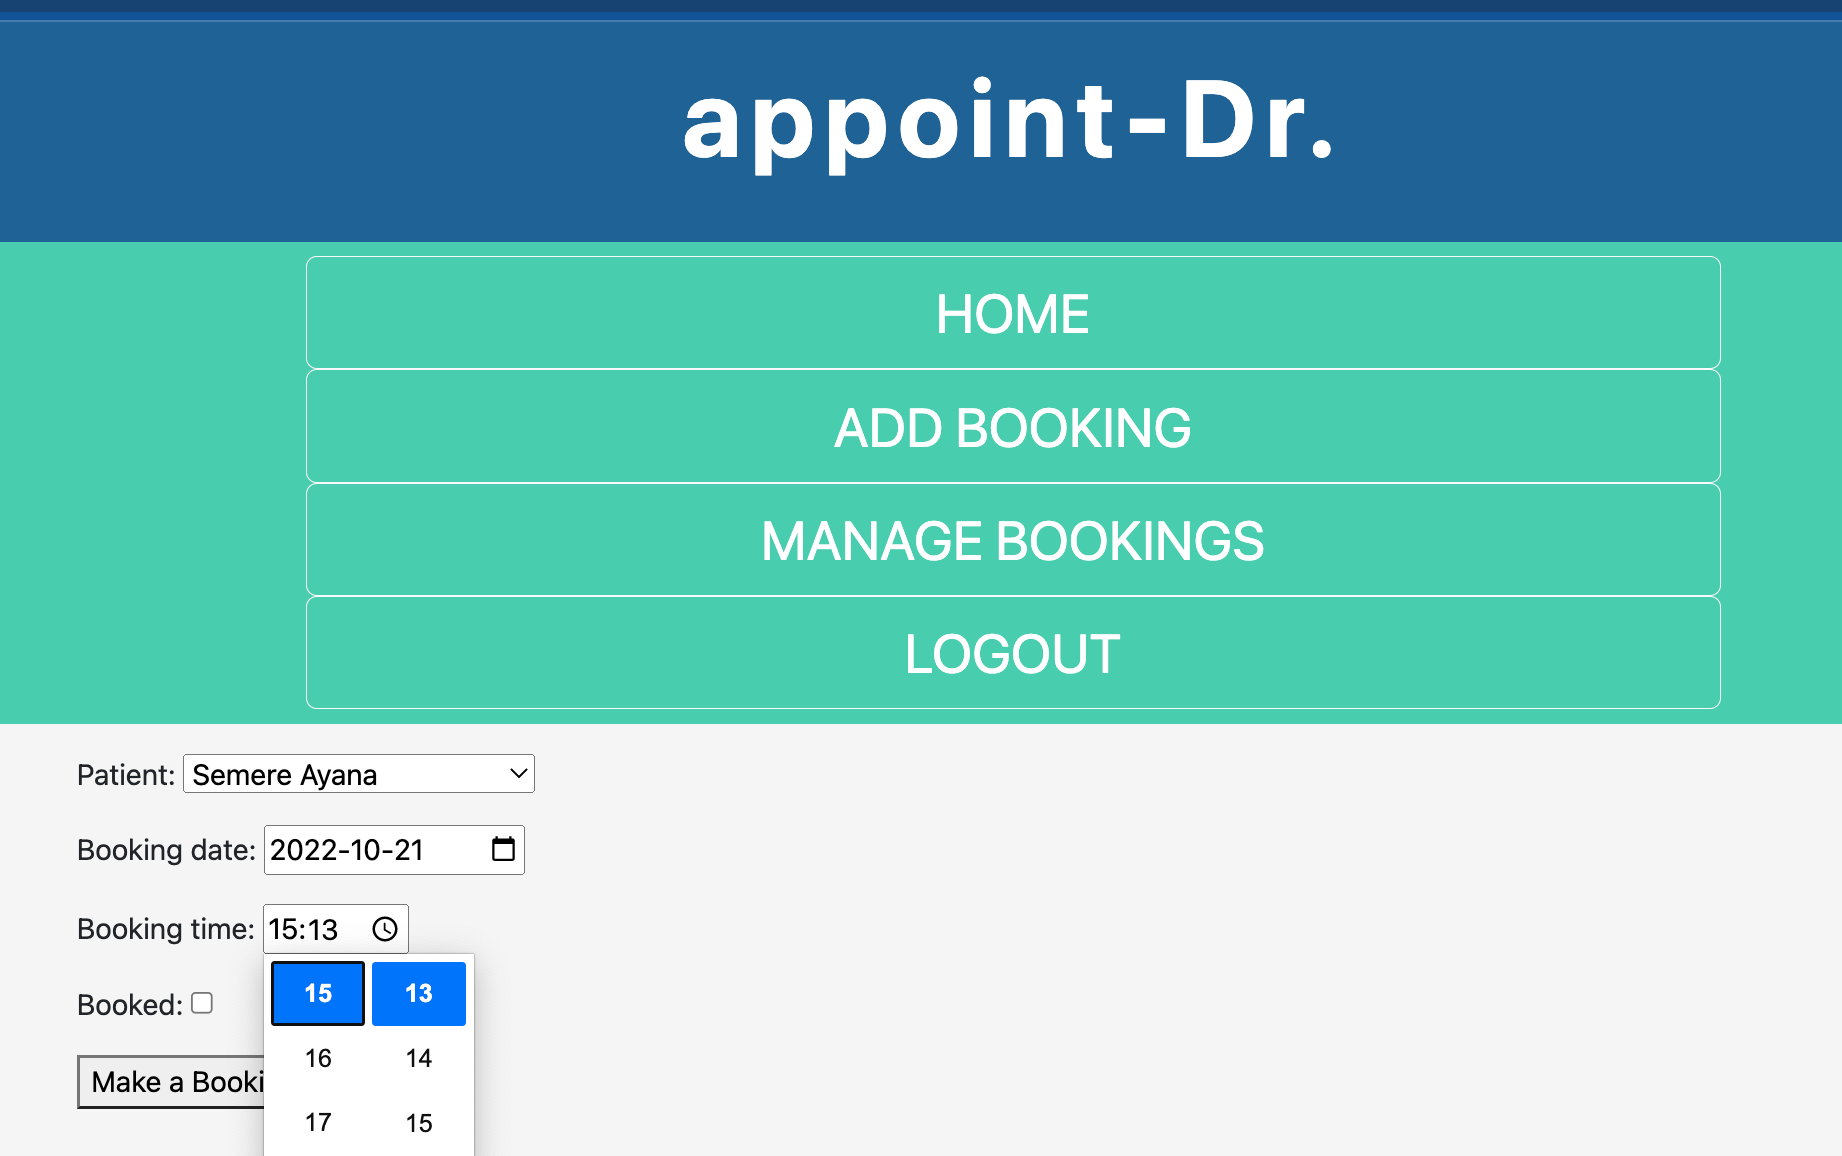 appoint-Dr.
HOME
ADD BOOKING
MANAGE BOOKINGS
LOGOUT
Patient: Semere Ayana
Booking date: 2022-10-21
Booking time: 15:13
15 13
Booked:
16 14
Make a Booki
17 15